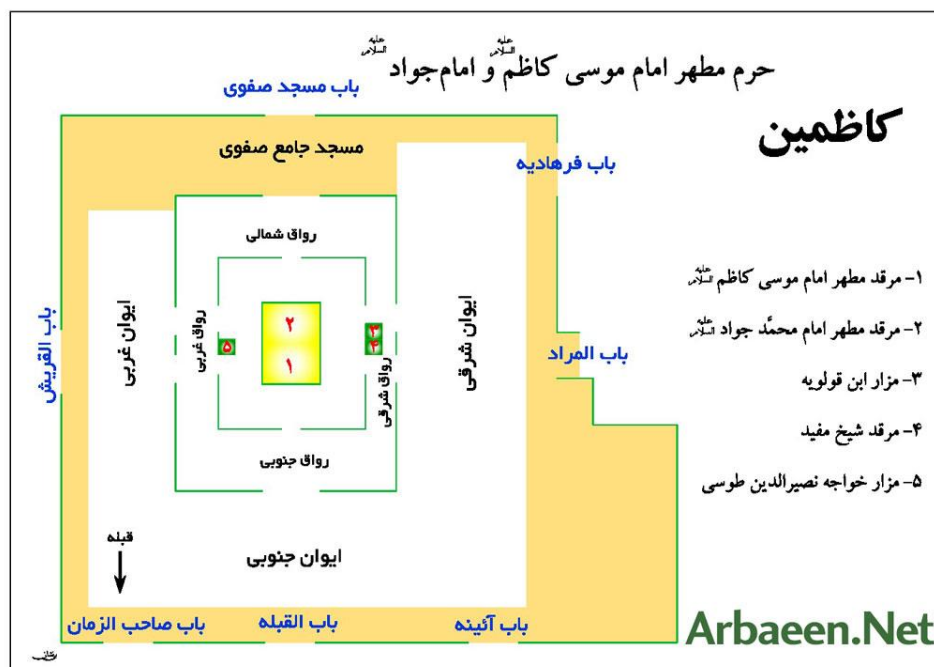 حرم مطهر امام موسی کاظم علیه السلام و امام جواد علیه السلام
کاظمین
باب مسجد صفوی
مسجد جامع صفوی
باب فرهادیه
رواق شمالی
ایوان غربی
رواق غربی
ایوان شرقی
رواق شرقی
باب القریش
باب المراد
۲
۱
۳
۴
۵
رواق جنوبی
ایوان جنوبی
قبله
باب صاحب الزمان
باب القبله
باب آئینه
۱- مرقد مطهر امام موسی کاظم علیه السلام
۲- مرقد مطهر امام محمّد جواد علیه السلام
۳- مزار ابن قولویه
۴- مرقد شیخ مفید
۵- مزار خواجه نصیرالدین طوسی
Arbaeen.Net